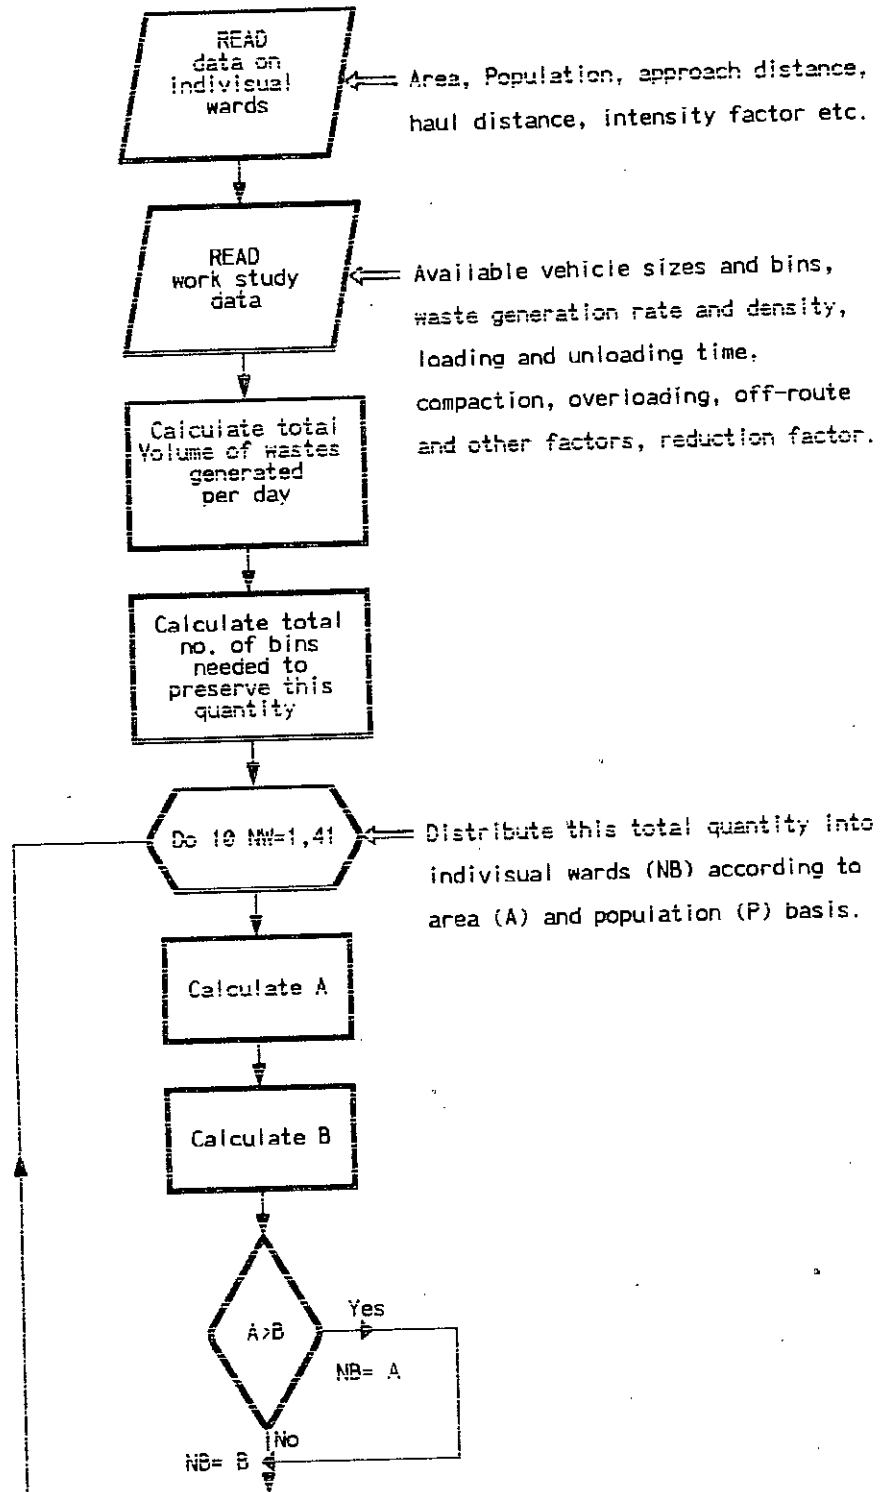 READ
data on
indivisual
wards
Area, Population, approach distance,
haul distance, intensity factor etc.
READ
work study
data
Available vehicle sizes and bins,
waste generation rate and density,
loading and unloading time.
compaction, overloading, off-route
and other factors, reduction factor.
Calculate total
Volume of wastes
generated
per day
Calculate total
no. of bins
needed to
preserve this
quantity
Do 10 NW=1,41
Distribute this total quantity into
indivisual wards (NB) according to
area (A) and population (P) basis.
Calculate A
Calculate B
A>B
Yes
NB= A
No
NB= B